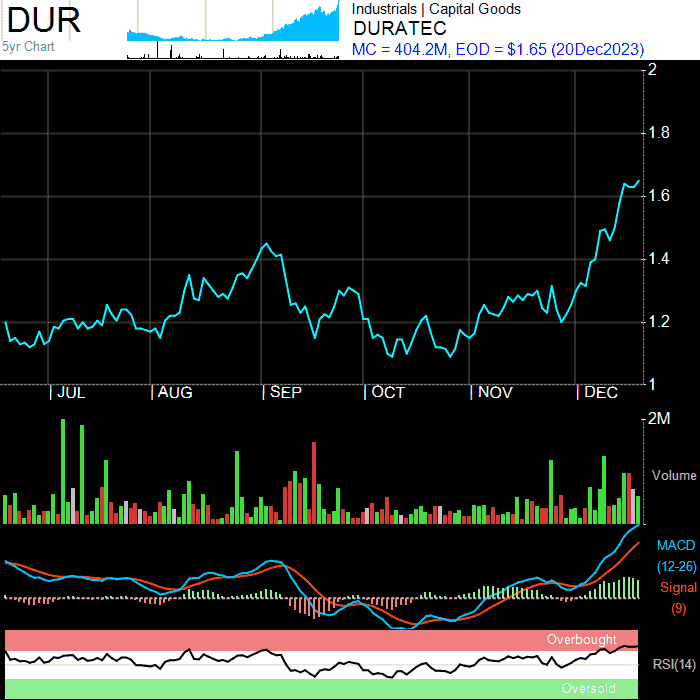 DUR
5yr Chart
Industrials | Capital Goods
DURATEC
MC = 404.2M, EOD = $1.65 (20Dec2023)
2
1.8
1.6
1.4
1.2
1
| JUL | AUG | SEP | OCT | NOV | DEC
2M
Volume
MACD
(12-26)
Signal
(9)
Overbought
RSI(14)
Oversold